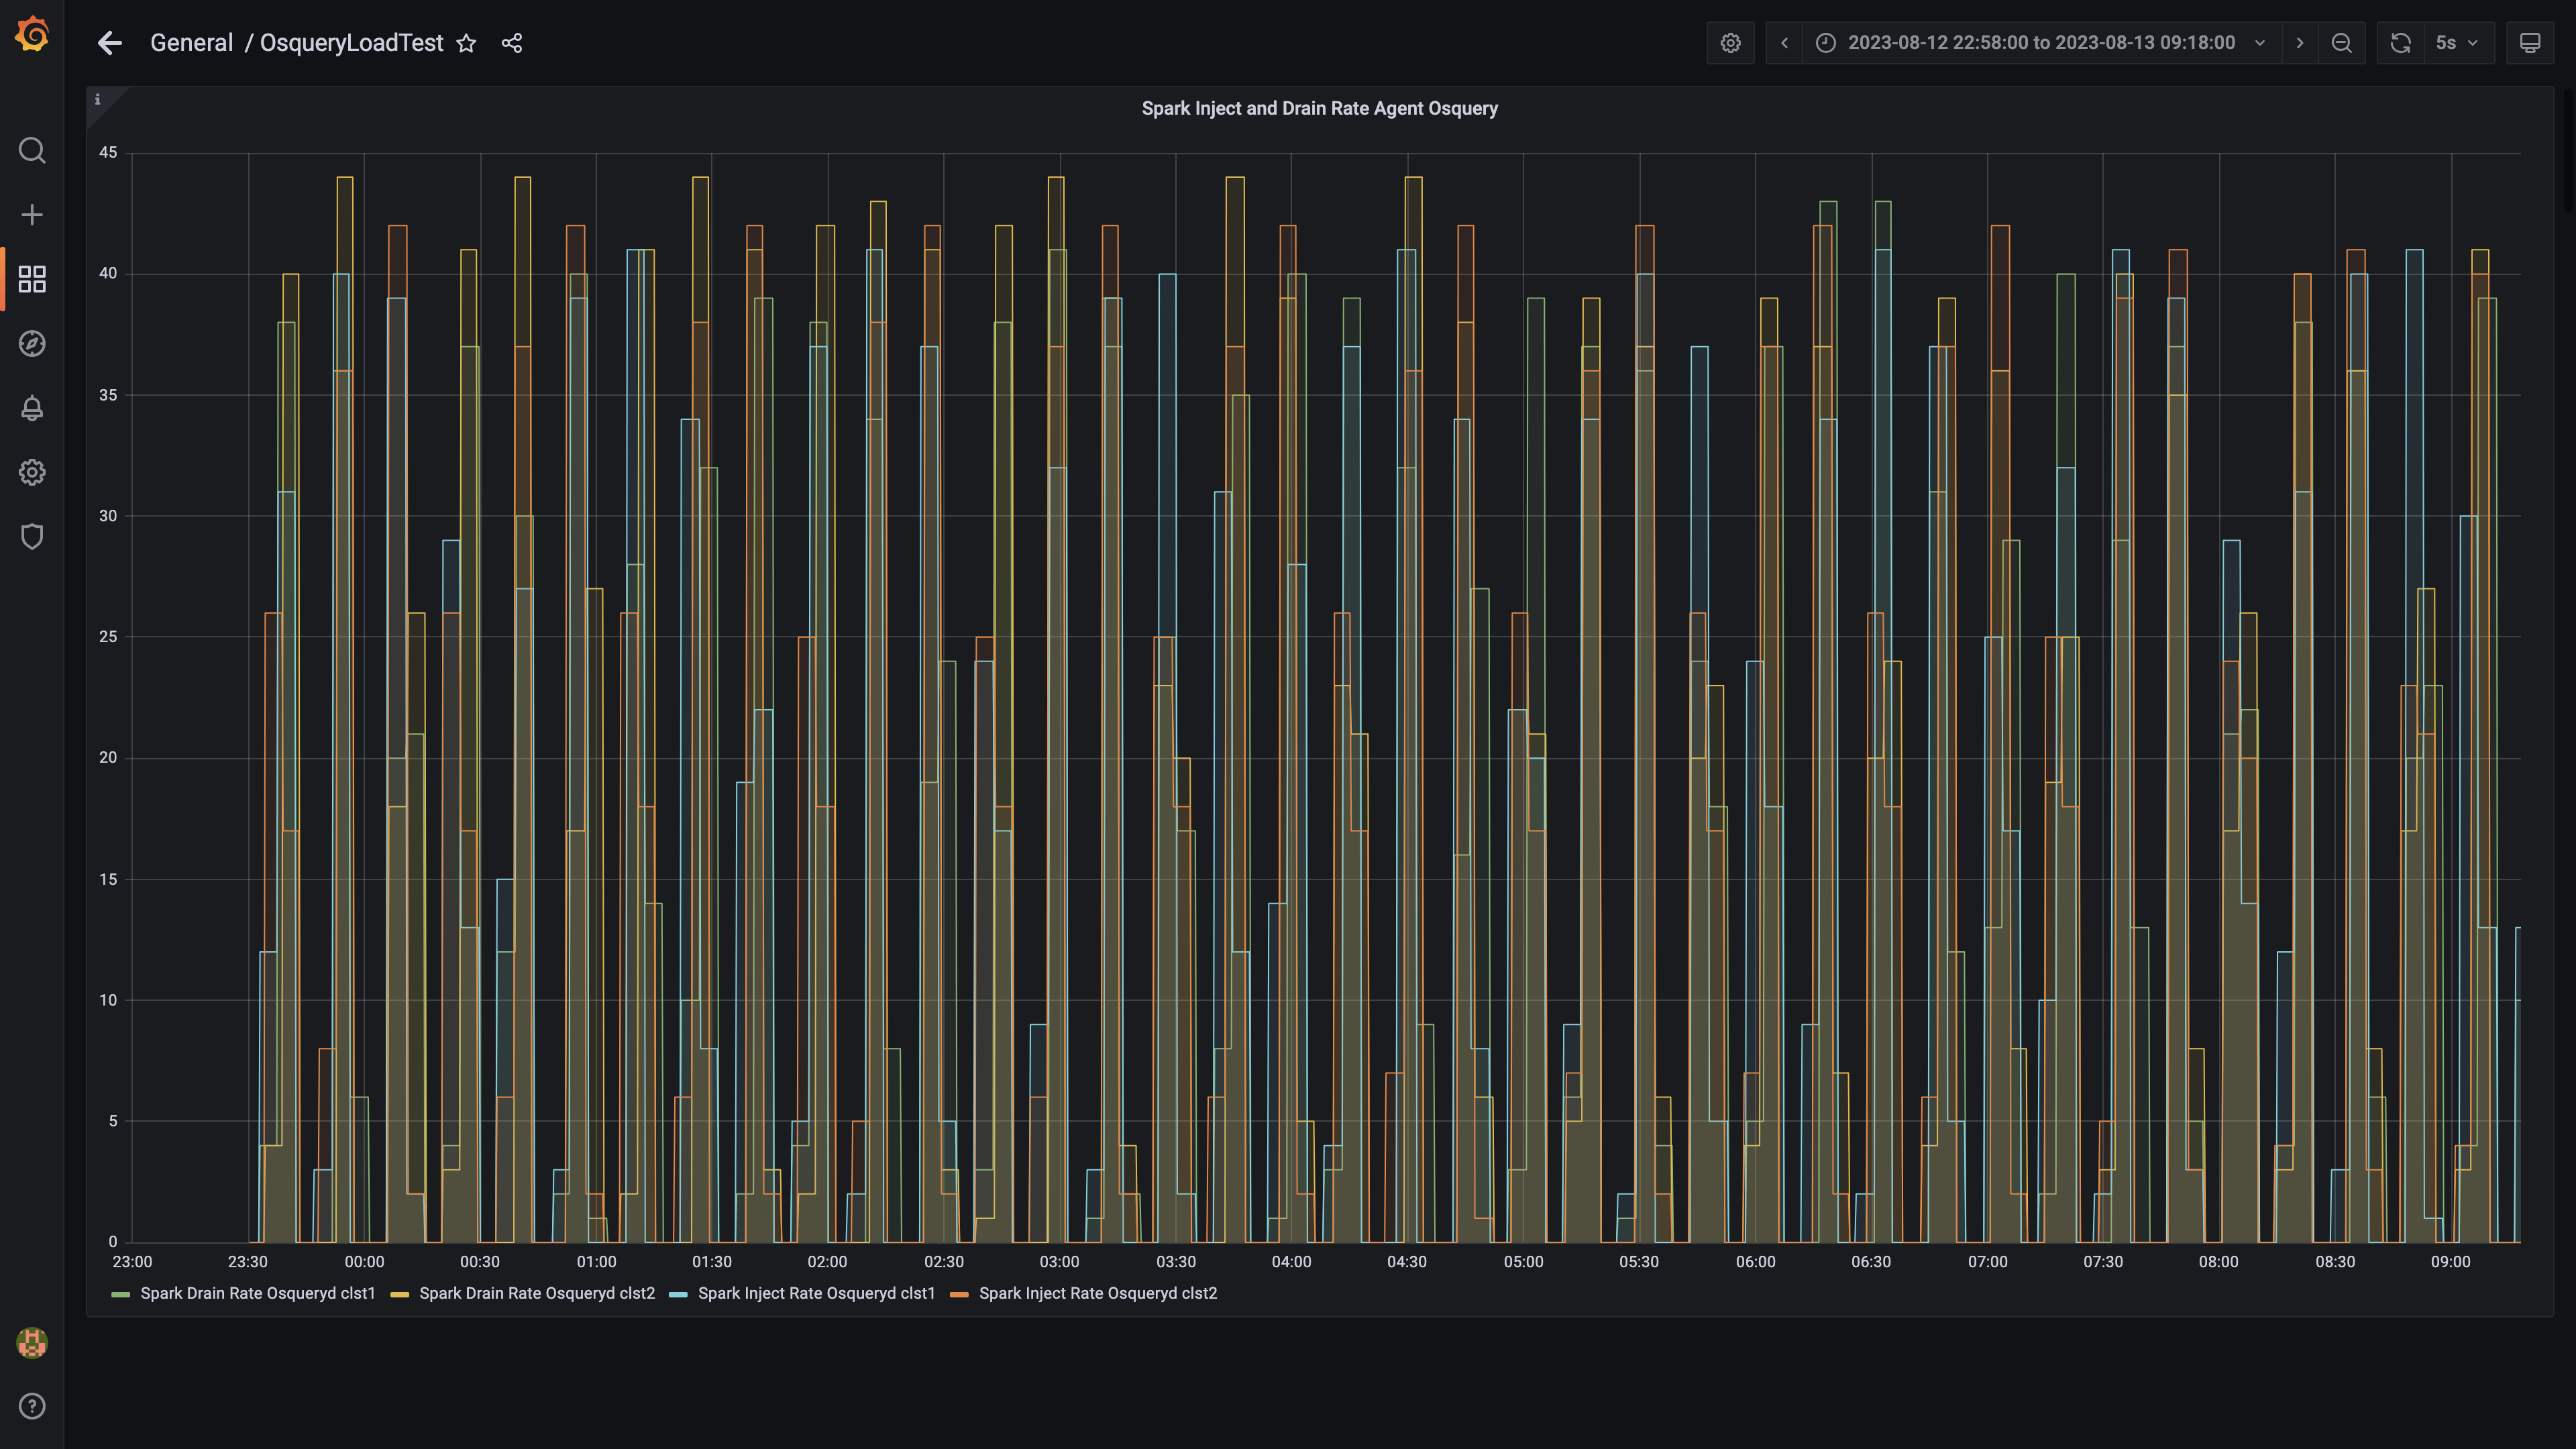 General / OsqueryLoadTest
2023-08-12 22:58:00 to 2023-08-13 09:18:00
5s
i
Spark Inject and Drain Rate Agent Osquery
45
40
35
30
25
20
15
10
5
0
23:00 23:30 00:00 00:30 01:00 01:30 02:00 02:30 03:00 03:30 04:00 04:30 05:00 05:30 06:00 06:30 07:00 07:30 08:00 08:30 09:00
Spark Drain Rate Osqueryd clst1 Spark Drain Rate Osqueryd clst2 Spark Inject Rate Osqueryd clst1 Spark Inject Rate Osqueryd clst2